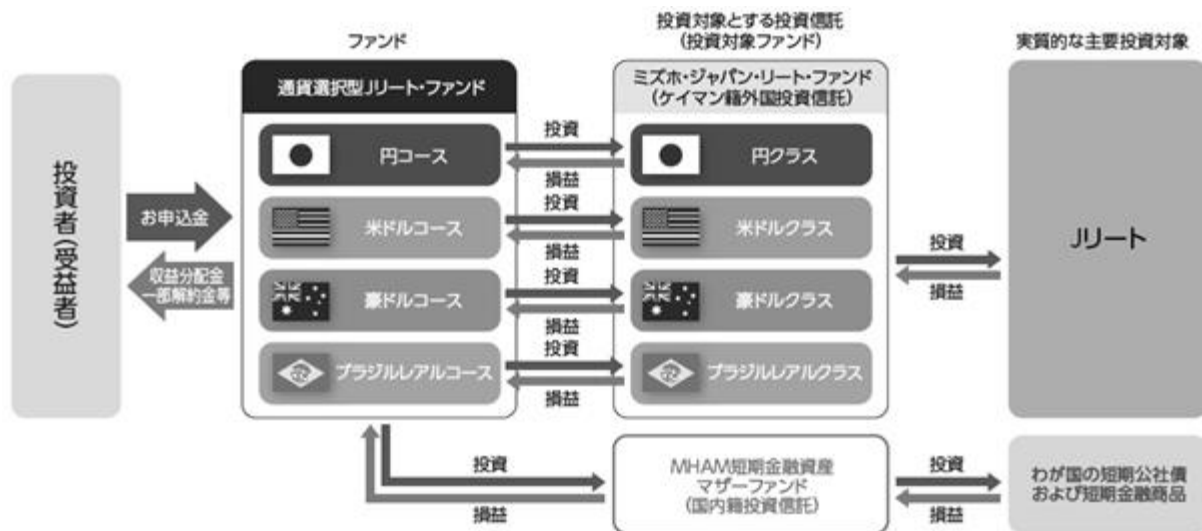 ファンド
投資対象とする投資信託
(投資対象ファンド)
実質的な主要投資対象
投資者(受益者)
お申込金
収益分配金
一部解約金等
通貨選択型Jリート・ファンド
円コース
米ドルコース
豪ドルコース
ブラジルレアルコース
投資
損益
投資
損益
投資
損益
投資
損益
ミズホ・ジャパン・リート・ファンド
(ケイマン籍外国投資信託)
円クラス
米ドルクラス
豪ドルクラス
ブラジルレアルクラス
投資
損益
Jリート
投資
損益
MHAM短期金融資産
マザーファンド
(国内籍投資信託)
投資
損益
わが国の短期公社債
および短期金融商品